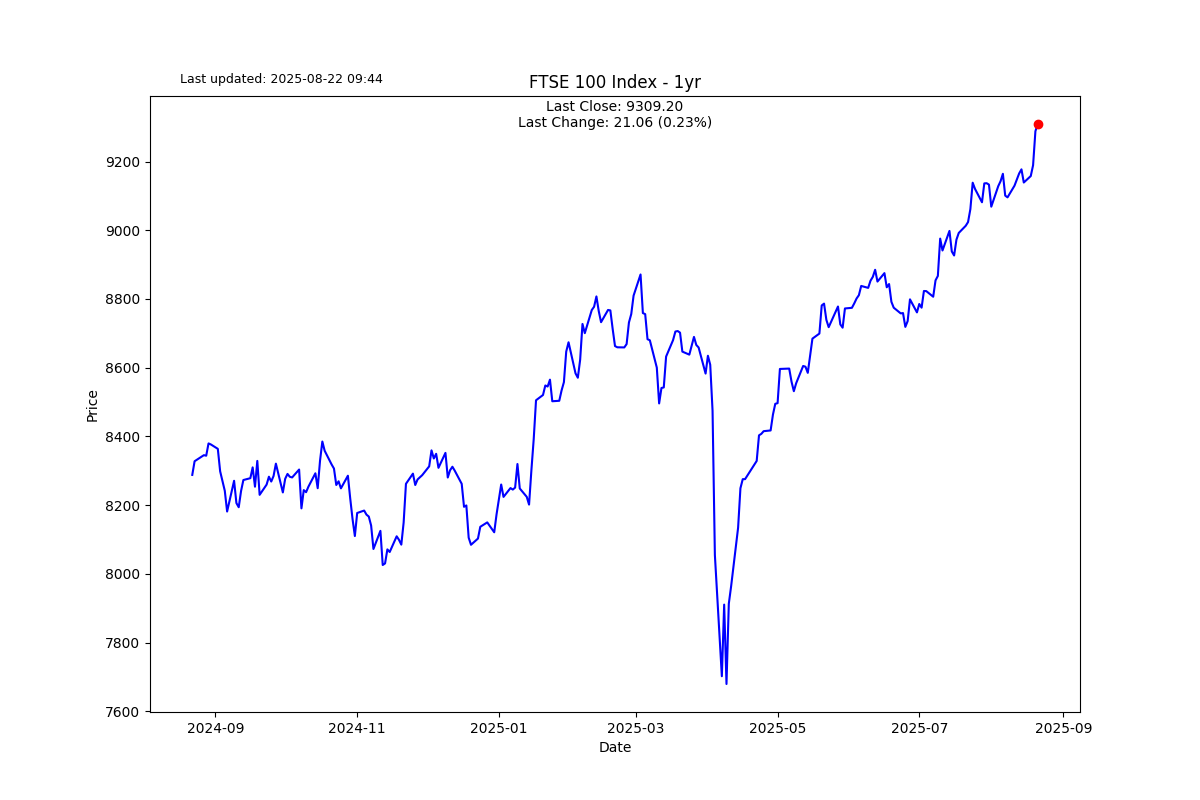 Last updated: 2025-08-22 09:44
FTSE 100 Index - 1yr
Last Close: 9309.20
Last Change: 21.06 (0.23%)
9200
9000
8800
8600
8400
8200
8000
7800
7600
Price
2024-09
2024-11
2025-01
2025-03
2025-05
2025-07
2025-09
Date